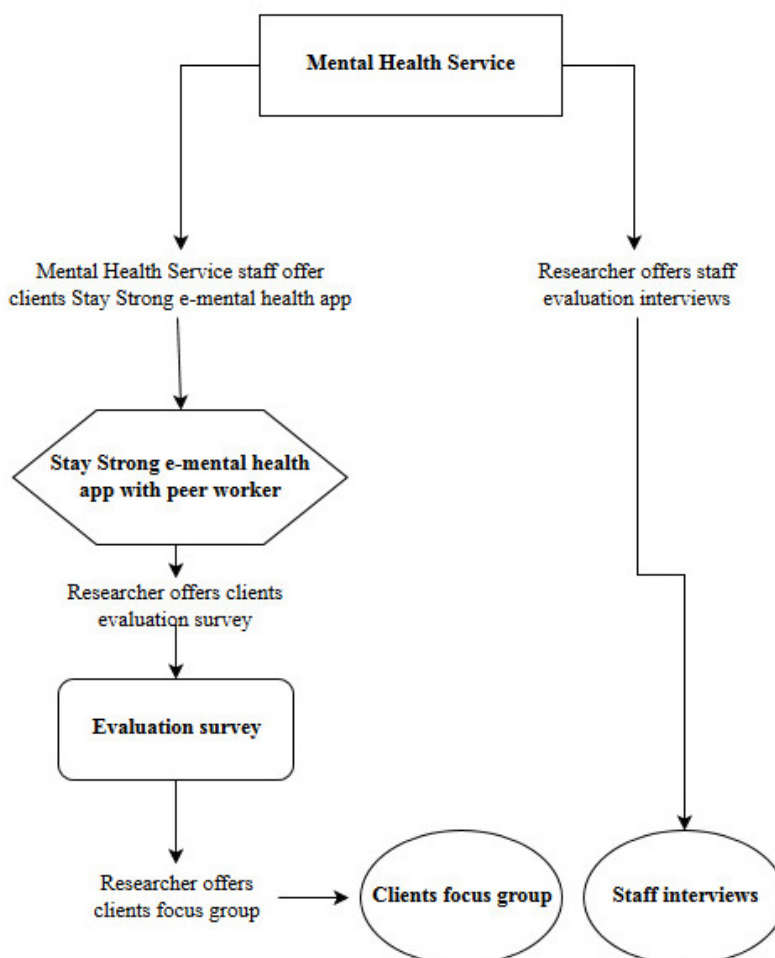 Mental Health Service
Mental Health Service staff offer
clients Stay Strong e-mental health app
Researcher offers staff
evaluation interviews
Stay Strong e-mental health
app with peer worker
Researcher offers clients
evaluation survey
Evaluation survey
Researcher offers
clients focus group
Clients focus group
Staff interviews